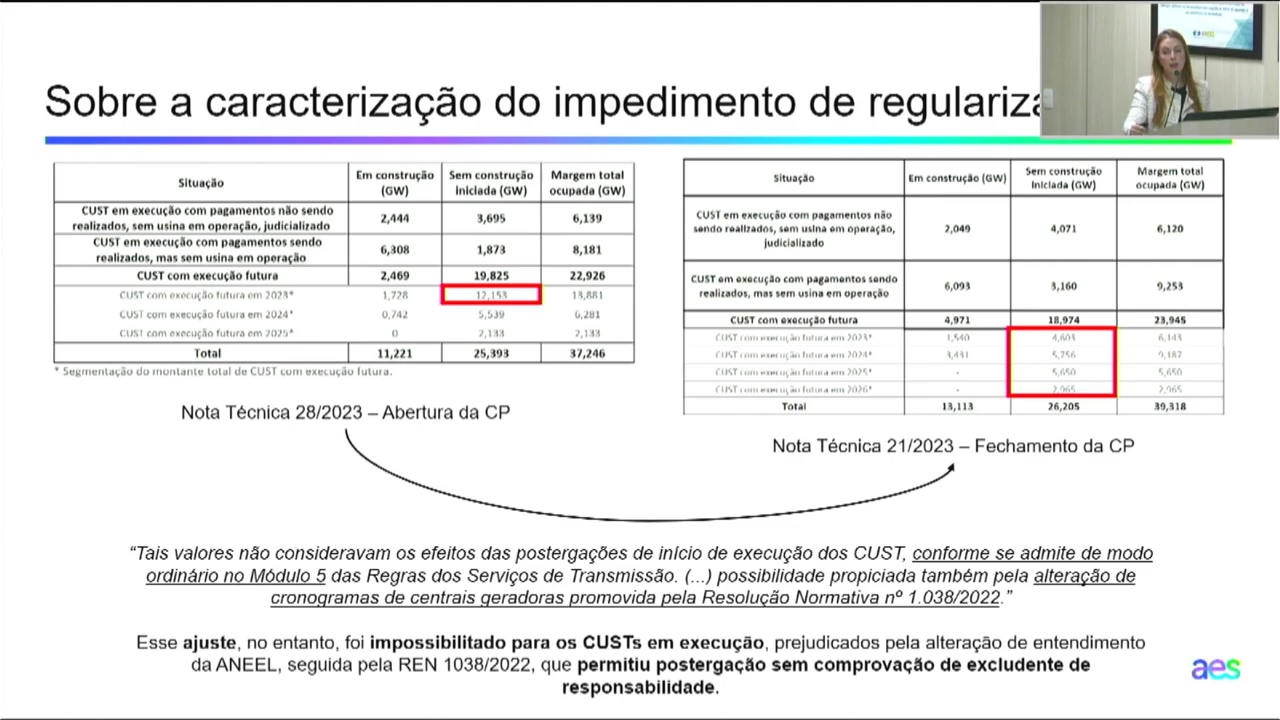 Sobre a caracterização do impedimento de regulariza
Situação Em construção (GW) Sem construção Iniciada (GW) Margem total ocupada (GW)
CUST em execução com pagamentos não sendo realizados, sem usina em operação, judicializado 2,444 3,695 6,139
CUST em execução com pagamentos sendo realizados, mas sem usina em operação 6,308 1,873 8,181
CUST com execução futura 2,469 19,825 22,926
CUST com execução futura em 2023* 1,728 12,153 13,881
CUST com execução futura em 2024* 0,742 5,539 6,281
CUST com execução futura em 2025* 0 2,133 2,133
Total 11,221 25,393 37,246
* Segmentação do montante total de CUST com execução futura.
Nota Técnica 28/2023 – Abertura da CP
Situação Em construção (GW) Sem construção Iniciada (GW) Margem total ocupada (GW)
CUST em execução com pagamentos não sendo realizados, sem usina em operação, judicializado 2,049 4,071 6,120
CUST em execução com pagamentos sendo realizados, mas sem usina em operação 6,093 3,160 9,253
CUST com execução futura 4,971 18,974 23,945
CUST com execução futura em 2023* 1,540 4,603 6,143
CUST com execução futura em 2024* 3,431 5,756 9,187
CUST com execução futura em 2025* - 5,650 5,650
CUST com execução futura em 2026* - 2,965 2,965
Total 13,113 26,205 39,318
Nota Técnica 21/2023 – Fechamento da CP
“Tais valores não consideravam os efeitos das postergações de início de execução dos CUST, conforme se admite de modo
ordinário no Módulo 5 das Regras dos Serviços de Transmissão. (...) possibilidade propiciada também pela alteração de
cronogramas de centrais geradoras promovida pela Resolução Normativa nº 1.038/2022.”
Esse ajuste, no entanto, foi impossibilitado para os CUSTs em execução, prejudicados pela alteração de entendimento
da ANEEL, seguida pela REN 1038/2022, que permitiu postergação sem comprovação de excludente de
responsabilidade.
aes